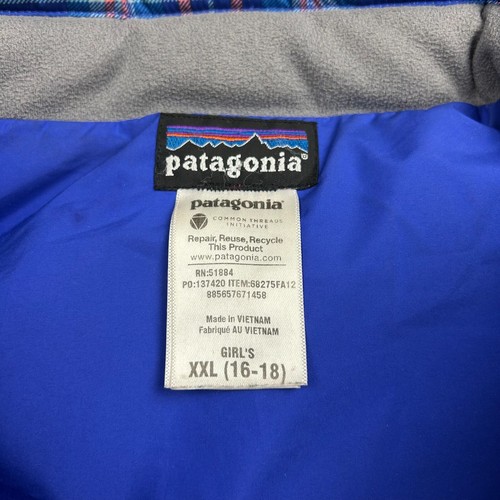 patagonia®
patagonia®
COMMON THREADS
INITIATIVE
Repair, Reuse, Recycle
This Product
www.patagonia.com
RN:51884
PO:137420 ITEM:68275FA12
885657671458
Made in VIETNAM
Fabriqué AU VIETNAM
GIRL'S
XXL (16-18)